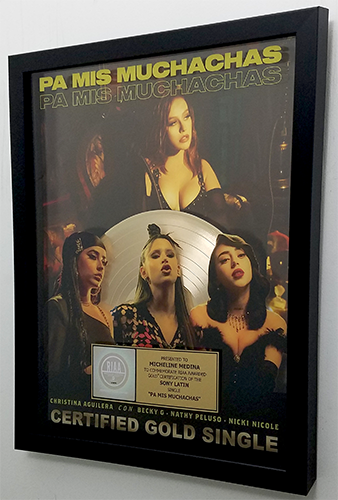 PA MIS MUCHACHAS
PA MIS MUCHACHAS
RIAA
PRESENTED TO
MICHELINE MEDINA
TO COMMEMORATE RIAA AWARDED
GOLD CERTIFICATION OF THE
SONY LATIN
SINGLE
"PA MIS MUCHACHAS"
CHRISTINA AGUILERA CON BECKY G - NATHY PELUSO - NICKI NICOLE
CERTIFIED GOLD SINGLE